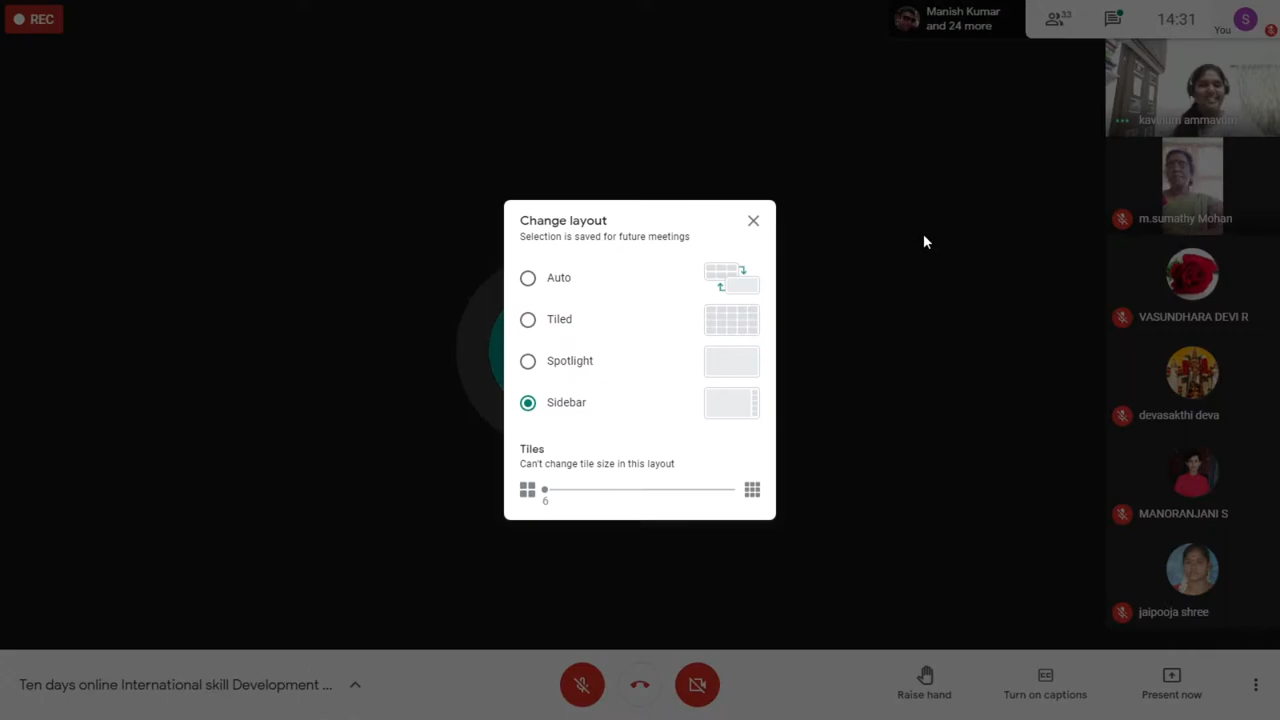 REC
Manish Kumar
and 24 more
33
14:31
You
S
kavinum ammavum
m.sumathy Mohan
VASUNDHARA DEVI R
devasakthi deva
MANORANJANI S
jaipooja shree
Change layout
Selection is saved for future meetings
Auto
Tiled
Spotlight
Sidebar
Tiles
Can't change tile size in this layout
6
Ten days online International skill Development ...
Raise hand
Turn on captions
Present now